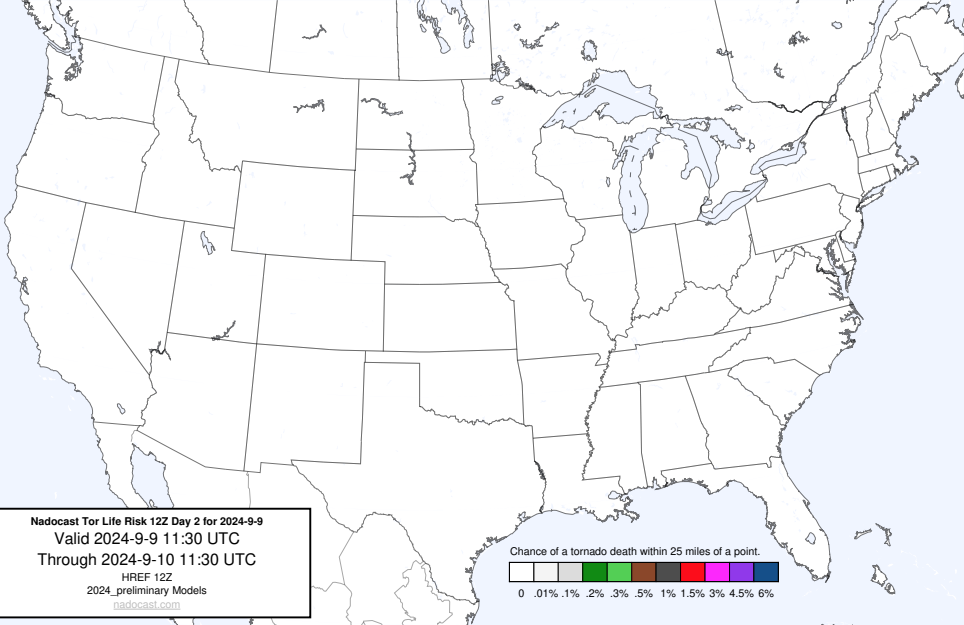 Nadocast Tor Life Risk 12Z Day 2 for 2024-9-9
Valid 2024-9-9 11:30 UTC
Through 2024-9-10 11:30 UTC
HREF 12Z
2024_preliminary Models
nadocast.com
Chance of a tornado death within 25 miles of a point.
0 .01% .1% .2% .3% .5% 1% 1.5% 3% 4.5% 6%